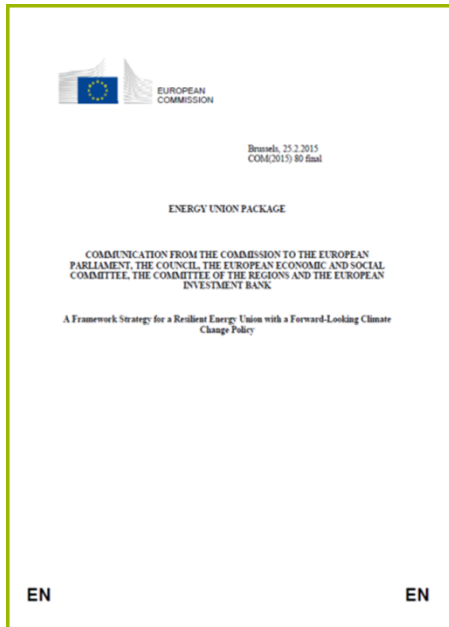 EUROPEAN
COMMISSION
Brussels, 25.2.2015
COM(2015) 80 final
ENERGY UNION PACKAGE
COMMUNICATION FROM THE COMMISSION TO THE EUROPEAN
PARLIAMENT, THE COUNCIL, THE EUROPEAN ECONOMIC AND SOCIAL
COMMITTEE, THE COMMITTEE OF THE REGIONS AND THE EUROPEAN
INVESTMENT BANK
A Framework Strategy for a Resilient Energy Union with a Forward-Looking Climate
Change Policy
EN EN